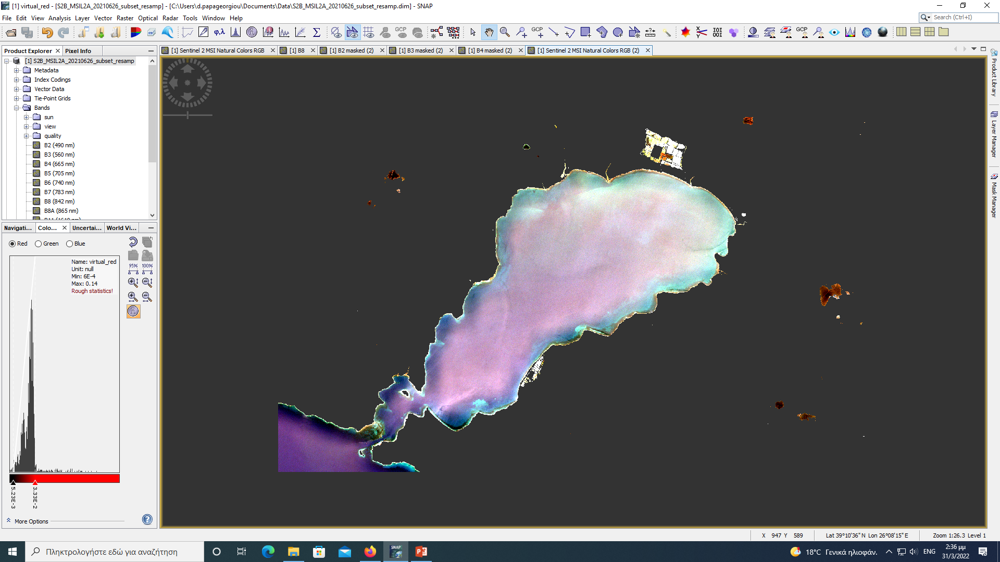 [1] virtual_red - [S2B_MSIL2A_20210626_subset_resamp] - [C:\Users\d.papageorgiou\Documents\Data\S2B_MSIL2A_20210626_subset_resamp.dim] - SNAP
File Edit View Analysis Layer Vector Raster Optical Radar Tools Window Help
Search (Ctrl+I)
φ,λ Σ GCP GCP GCP
Product Explorer Pixel Info
[1] Sentinel 2 MSI Natural Colors RGB [1] B8 [1] B2 masked (2) [1] B3 masked (2) [1] B4 masked (2) [1] Sentinel 2 MSI Natural Colors RGB (2)
[1] S2B_MSIL2A_20210626_subset_resamp
Metadata
Index Codings
Vector Data
Tie-Point Grids
Bands
sun
view
quality
B2 (490 nm)
B3 (560 nm)
B4 (665 nm)
B5 (705 nm)
B6 (740 nm)
B7 (783 nm)
B8 (842 nm)
B8A (865 nm)
Product Library
Layer Manager
Mask Manager
Navigati... Colo... Uncertai... World Vi...
Red Green Blue
95% 100%
Name: virtual_red
Unit: null
Min: 6E-4
Max: 0.14
Rough statistics!
5.23E-3 3.33E-2
More Options
X 947 Y 589 Lat 39°10'36" N Lon 26°08'15" E Zoom 1:26.3 Level 1
Πληκτρολογήστε εδώ για αναζήτηση
SNAP
18°C Γενικά ηλιοφάν. ENG
2:36 μμ
31/3/2022